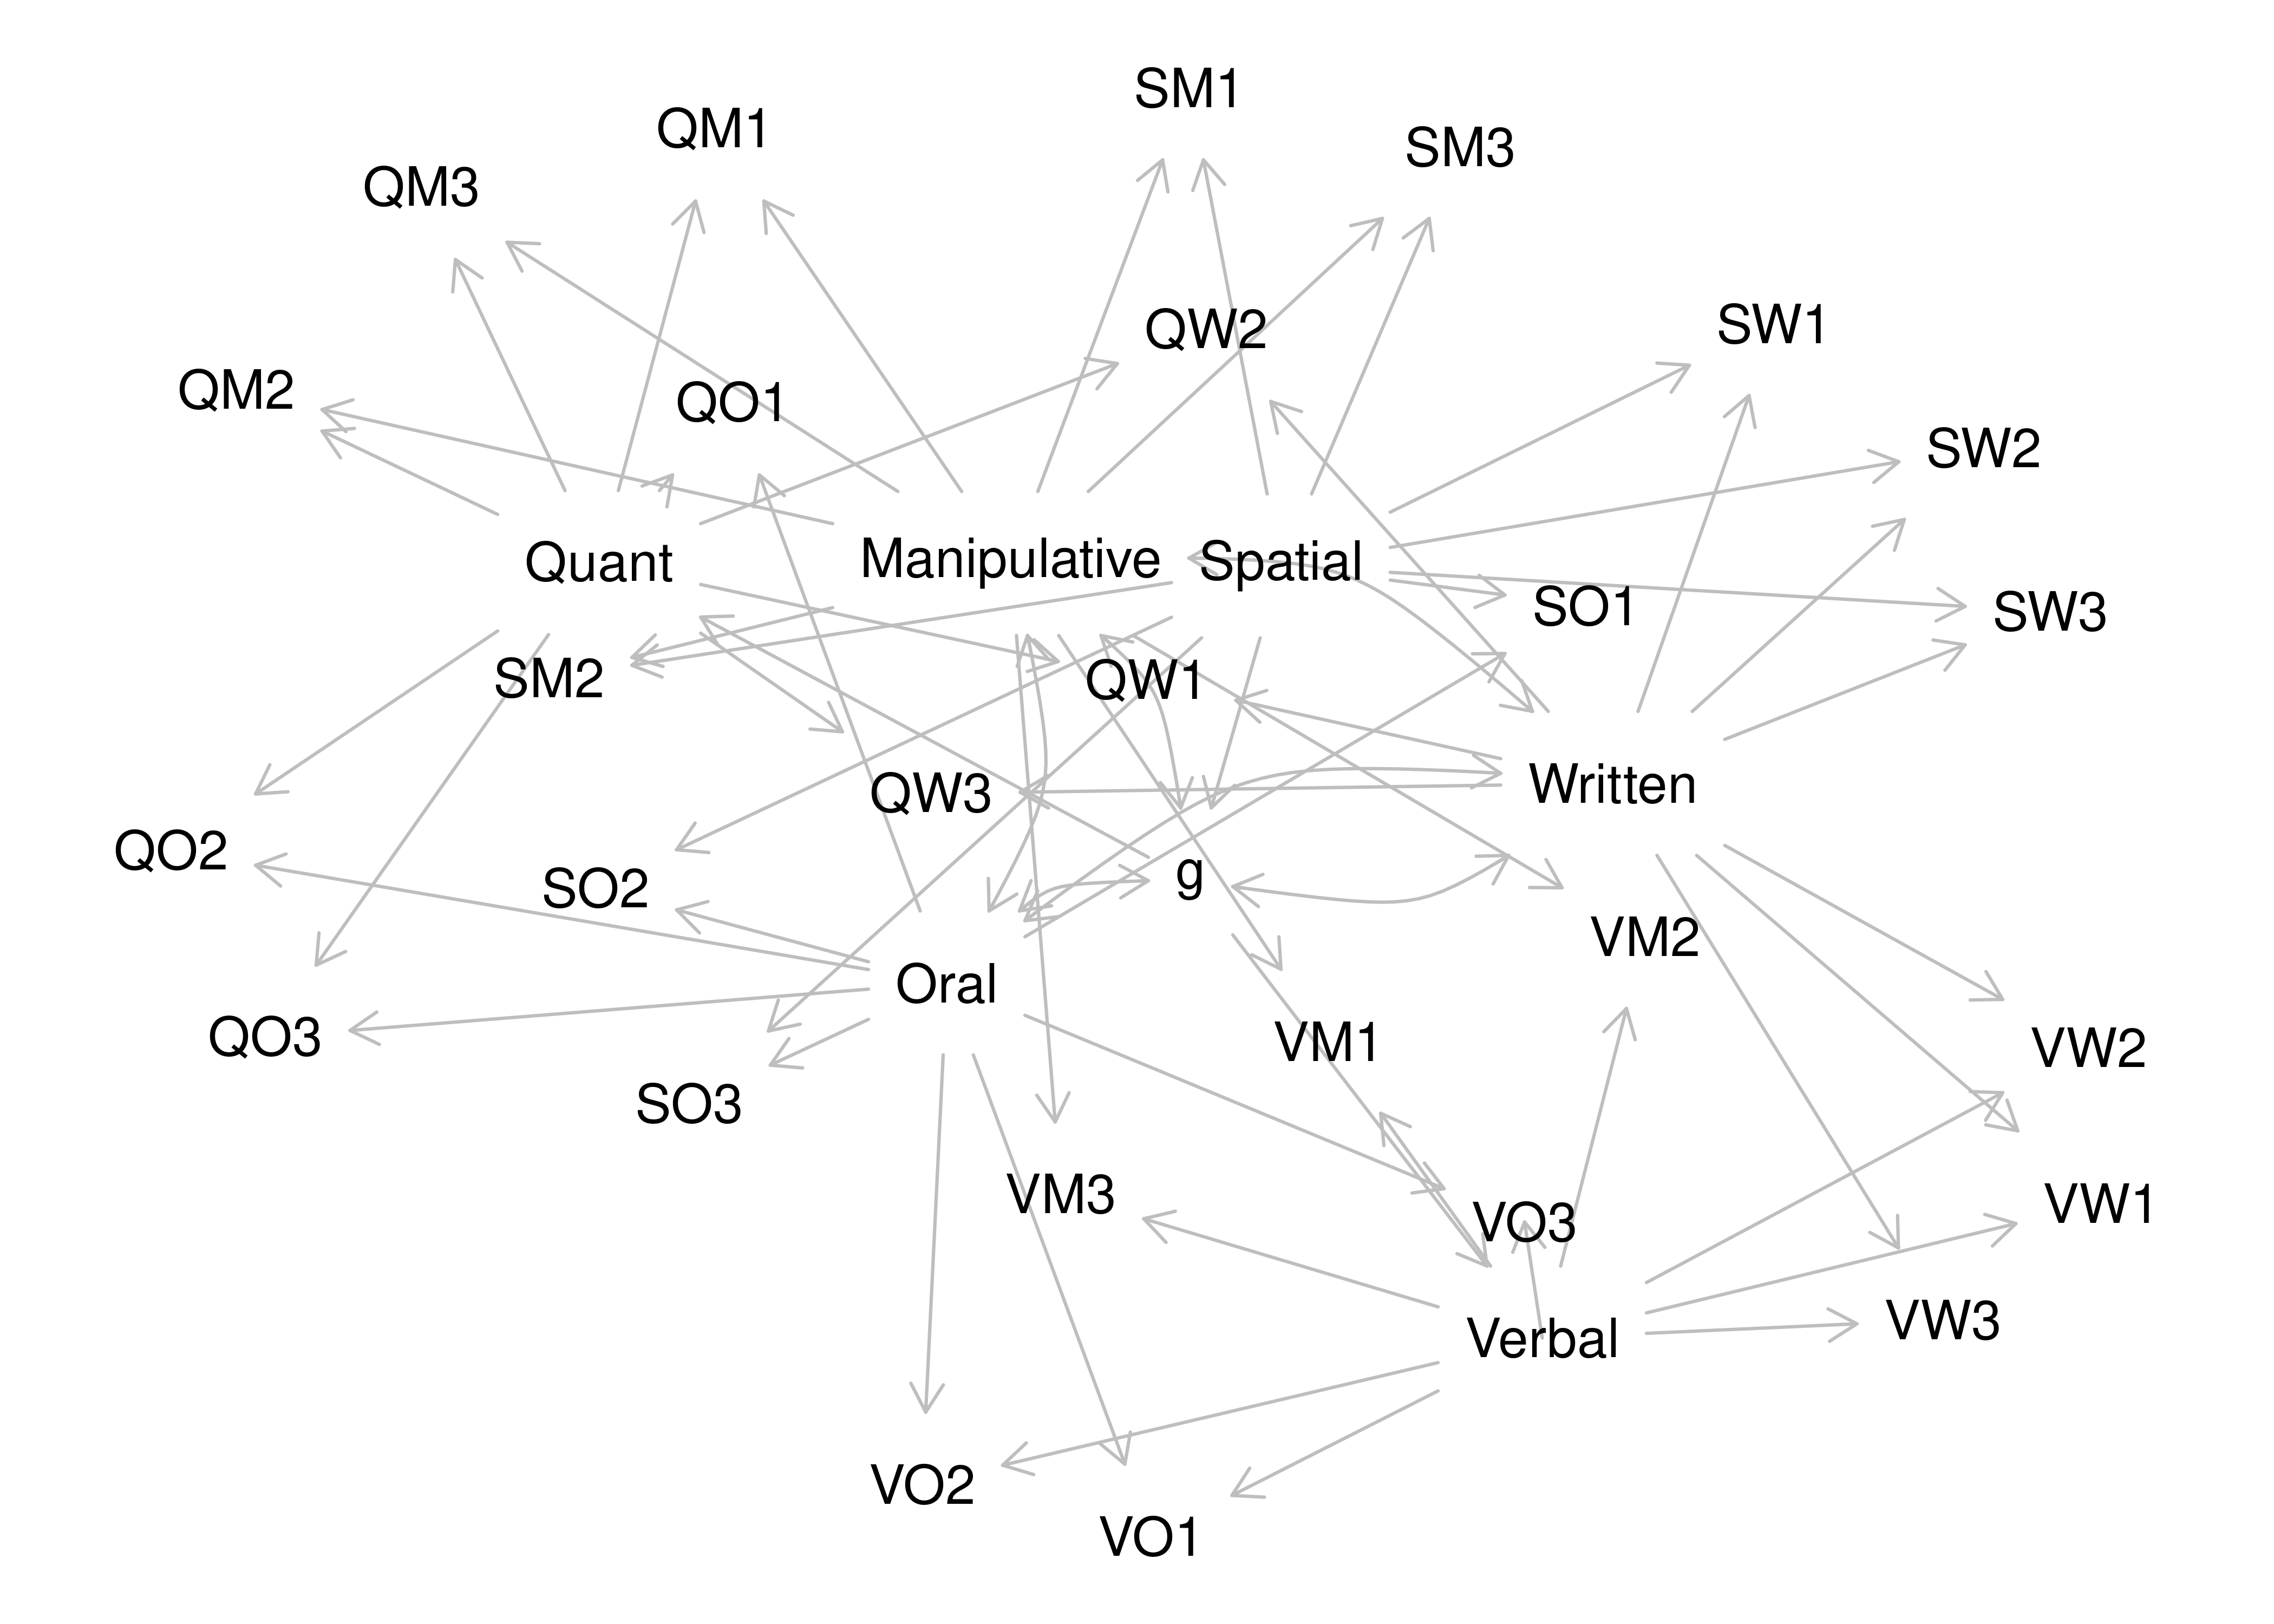 SM1
QM1
SM3
QM3
SW1
QW2
QM2
QO1
SW2
Quant
Manipulative
Spatial
SO1
SW3
SM2
QW1
QW3
Written
QO2
SO2
g
VM2
Oral
QO3
VM1
VW2
SO3
VM3
VW1
VO3
Verbal
VW3
VO2
VO1